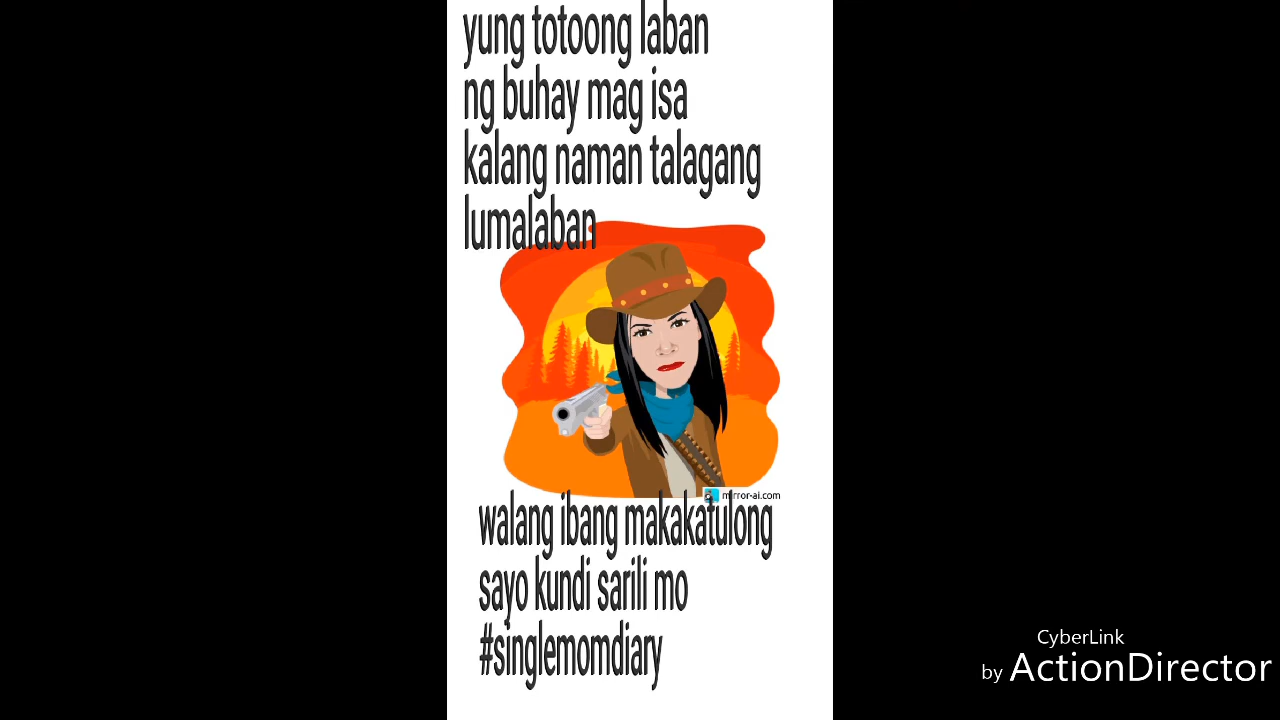 yung totoong laban
ng buhay mag isa
kalang naman talagang
lumalaban
mirror-ai.com
walang ibang makakatulong
sayo kundi sarili mo
#singlemomdiary
CyberLink
by ActionDirector